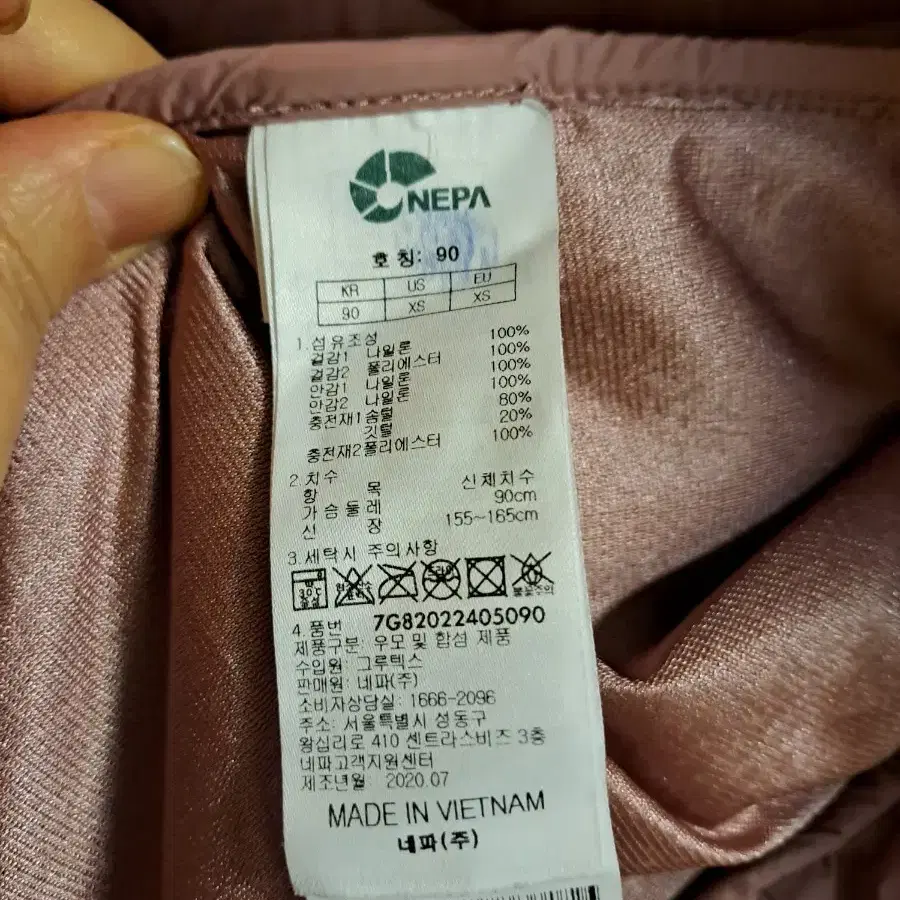 NEPA
호칭: 90
KR US EU
90 XS XS
1.섬유조성
겉감1 나일론 100%
겉감2 폴리에스터 100%
안감1 나일론 100%
안감2 나일론 100%
충전재1 솜털 80%
깃털 20%
충전재2 폴리에스터 100%
2.치수
항 목 신체치수
가슴둘레 90cm
신 장 155~165cm
3.세탁시 주의사항
30℃
중성
4.품번 7G82022405090
제품구분: 우모 및 합성 제품
수입원: 그루텍스
판매원: 네파(주)
소비자상담실: 1666-2096
주소: 서울특별시 성동구
왕십리로 410 센트라스비즈 3층
네파고객지원센터
제조년월: 2020.07
MADE IN VIETNAM
네파(주)